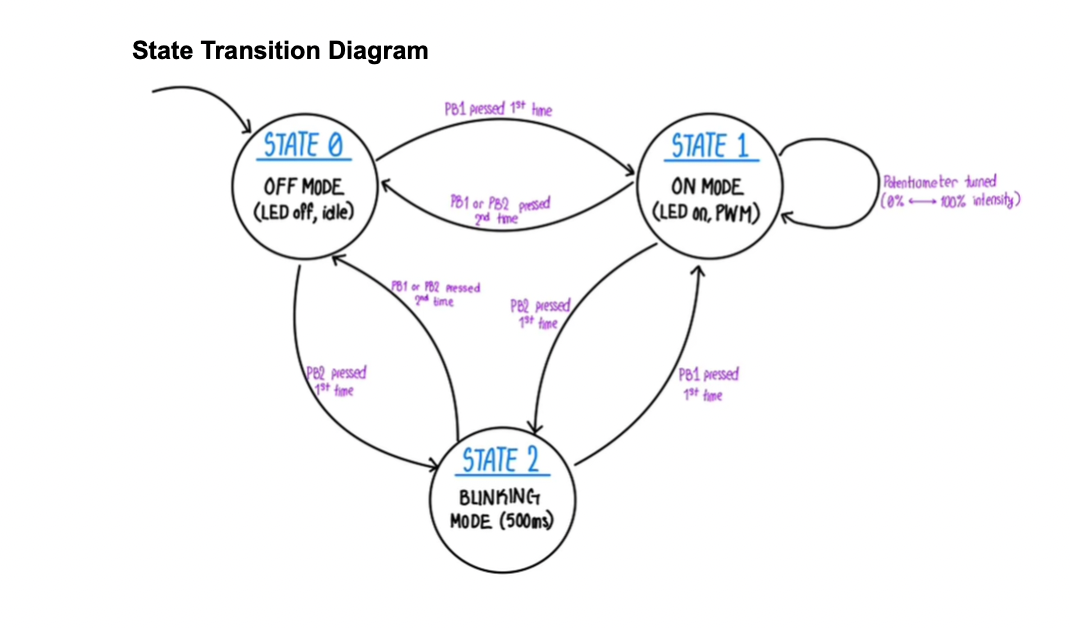 State Transition Diagram
PB1 pressed 1st time
STATE 0
OFF MODE
(LED off, idle)
STATE 1
ON MODE
(LED on, PWM)
Potentiometer turned
(0% ⟷ 100% intensity)
PB1 or PB2 pressed
2nd time
PB1 or PB2 pressed
2nd time
PB2 pressed
1st time
PB2 pressed
1st time
PB1 pressed
1st time
STATE 2
BLINKING
MODE (500ms)